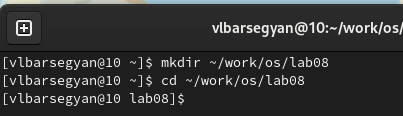 vlbarsegyan@10:~/work/os/
[vlbarsegyan@10 ~]$ mkdir ~/work/os/lab08
[vlbarsegyan@10 ~]$ cd ~/work/os/lab08
[vlbarsegyan@10 lab08]$